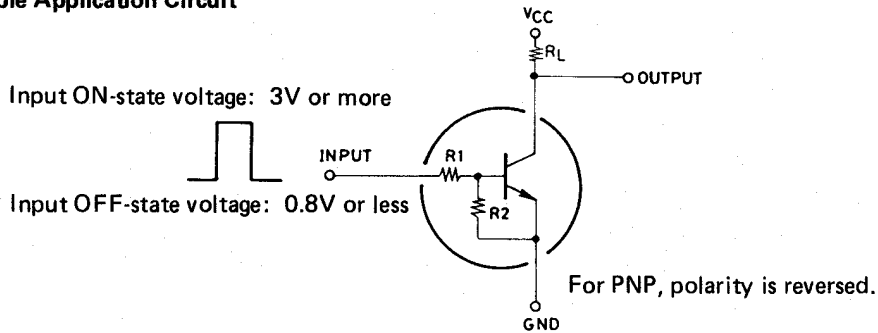 Application Circuit
VCC
RL
OUTPUT
Input ON-state voltage: 3V or more
INPUT
R1
R2
Input OFF-state voltage: 0.8V or less
For PNP, polarity is reversed.
GND